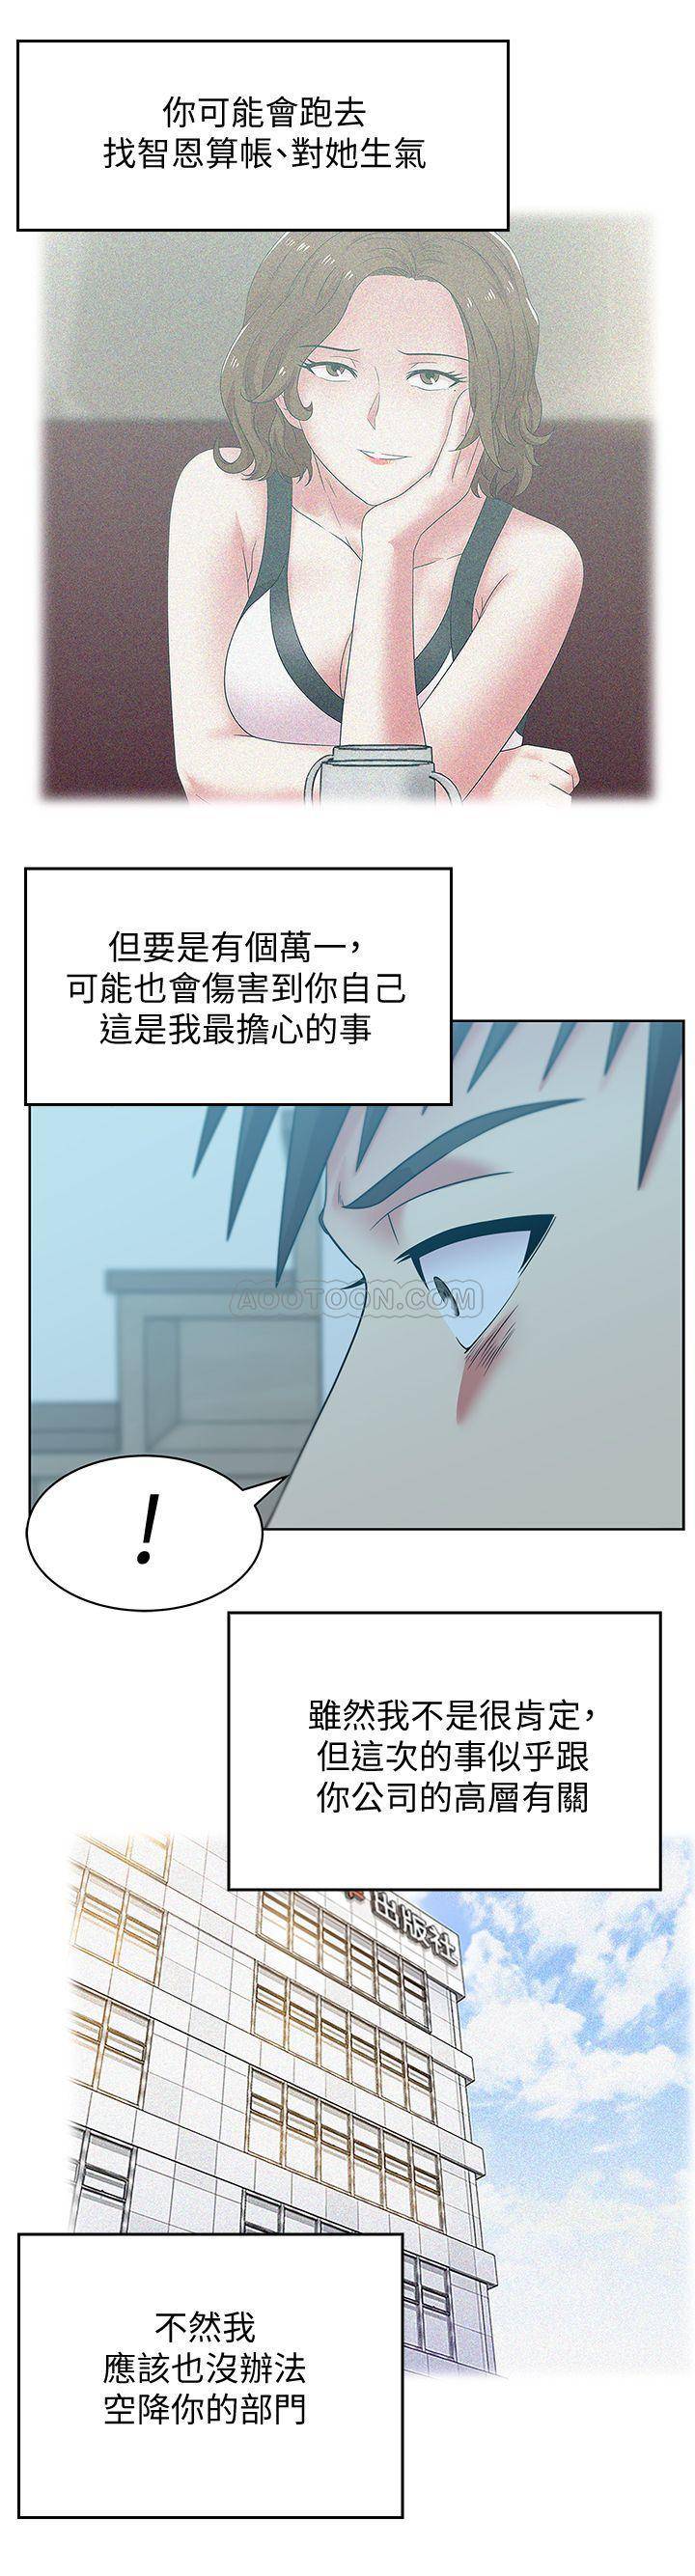 你可能會跑去
找智恩算帳、對她生氣
但要是有個萬一，
可能也會傷害到你自己
這是我最擔心的事
AOOTOON.COM
！
雖然我不是很肯定，
但這次的事似乎跟
你公司的高層有關
出版社
不然我
應該也沒辦法
空降你的部門